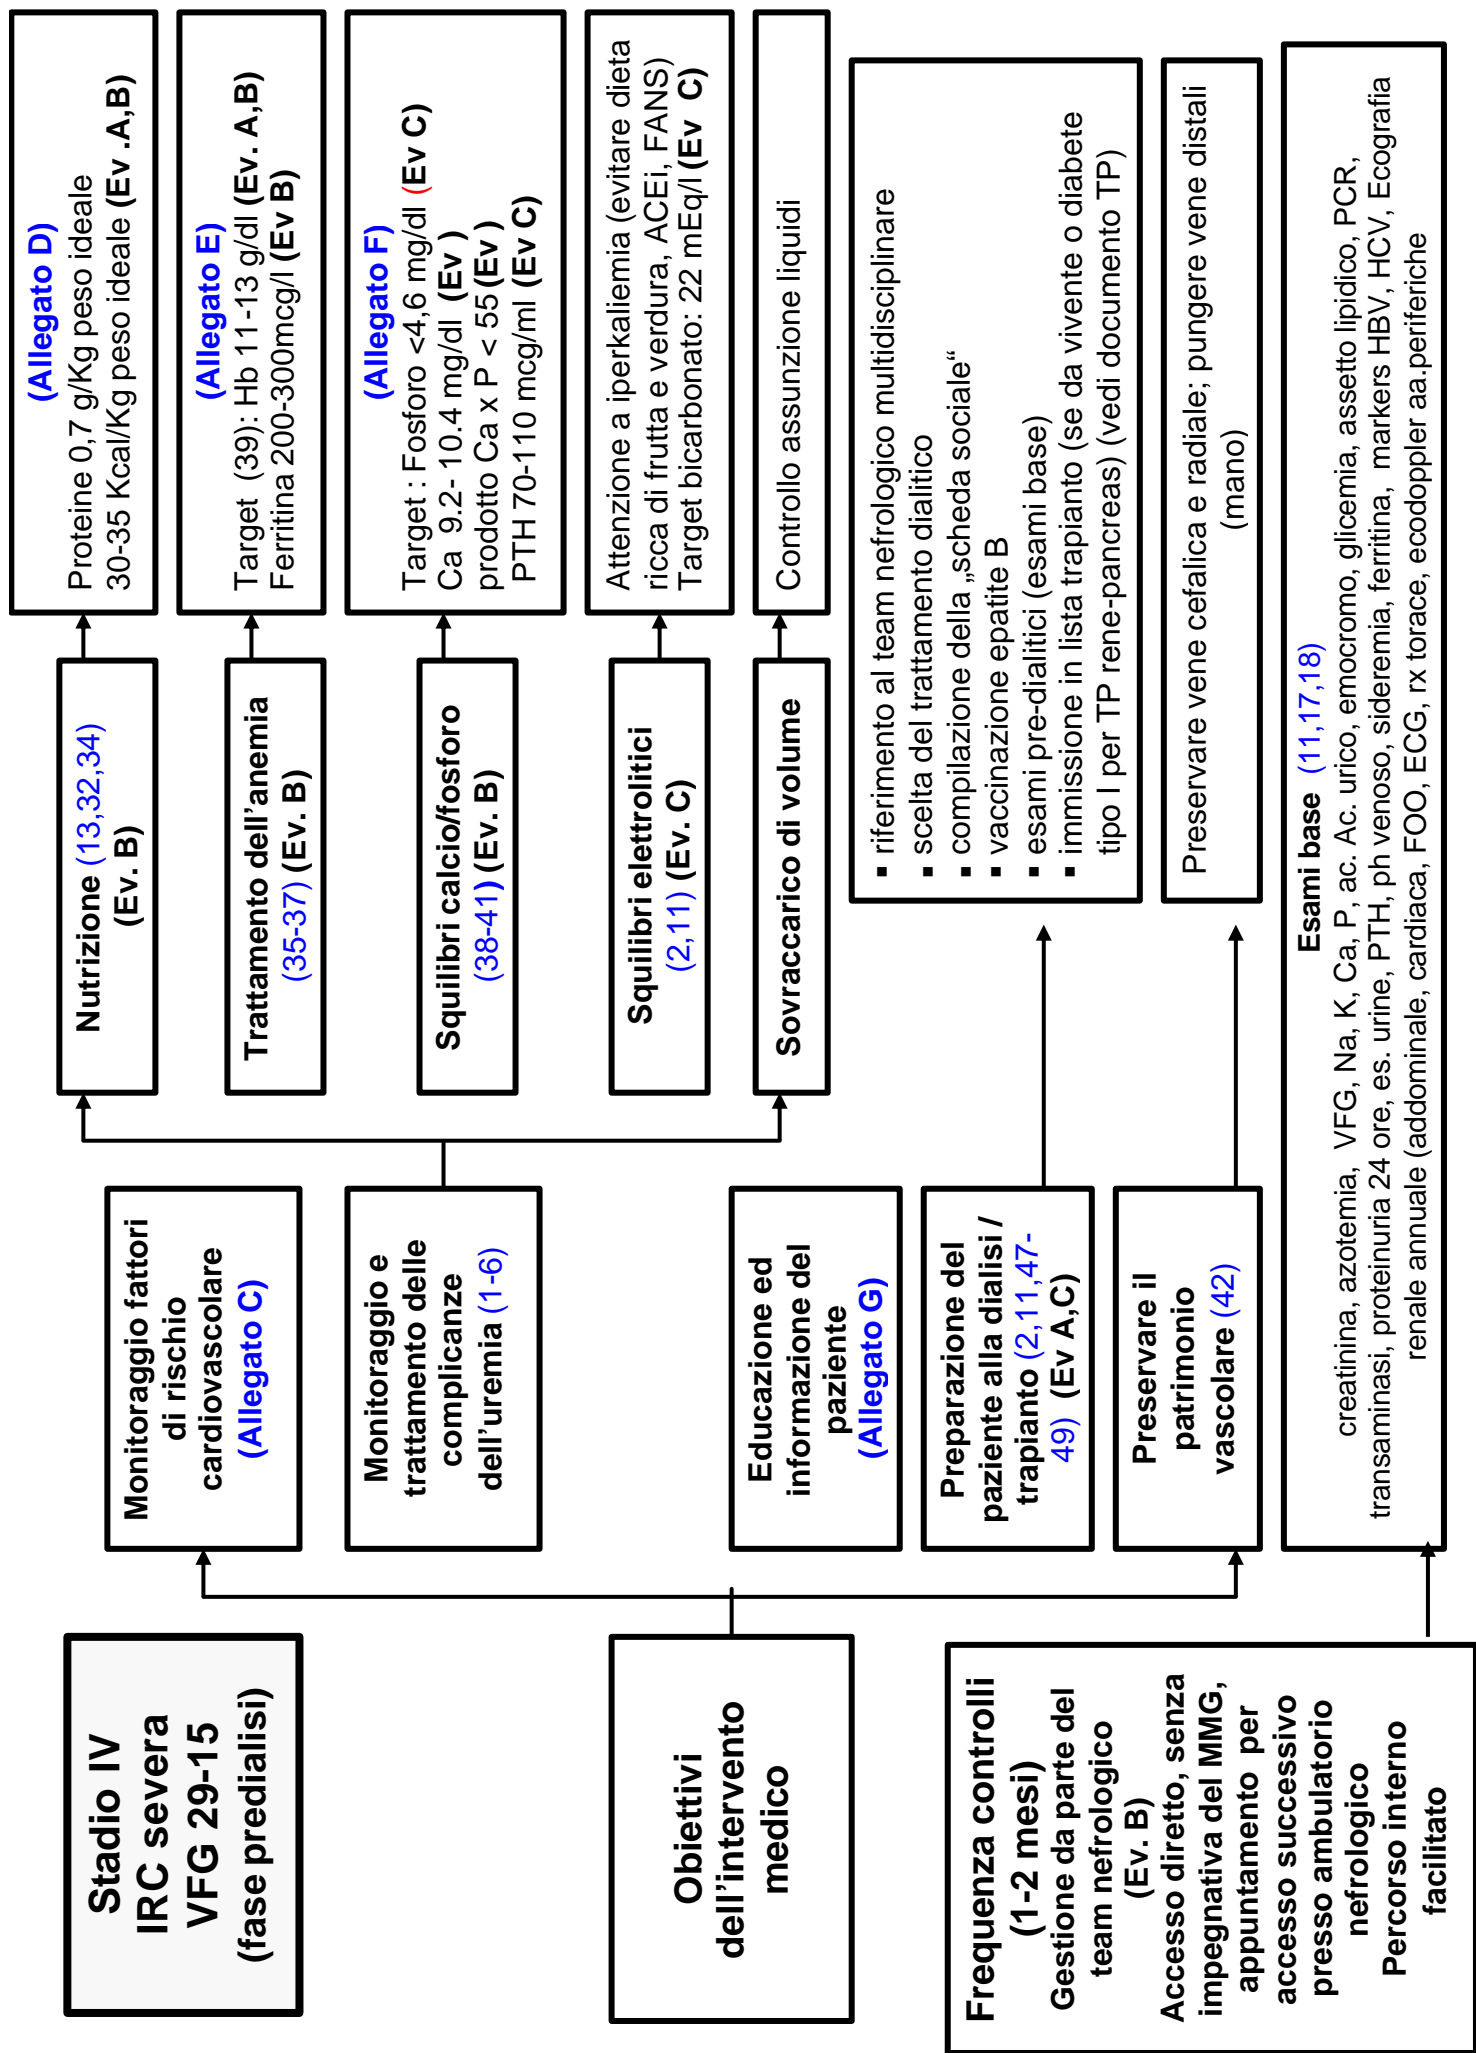 Stadio IV
IRC severa
VFG 29-15
(fase predialisi)
Obiettivi
dell'intervento
medico
Frequenza controlli
(1-2 mesi)
Gestione da parte del
team nefrologico
(Ev. B)
Accesso diretto, senza
impegnativa del MMG,
appuntamento per
accesso successivo
presso ambulatorio
nefrologico
Percorso interno
facilitato
Monitoraggio fattori
di rischio
cardiovascolare
(Allegato C)
Monitoraggio e
trattamento delle
complicanze
dell'uremia (1-6)
Educazione ed
informazione del
paziente
(Allegato G)
Preparazione del
paziente alla dialisi /
trapianto (2,11,47-
49) (Ev A,C)
Preservare il
patrimonio
vascolare (42)
Nutrizione (13,32,34)
(Ev. B)
Trattamento dell'anemia
(35-37) (Ev. B)
Squilibri calcio/fosforo
(38-41) (Ev. B)
Squilibri elettrolitici
(2,11) (Ev. C)
Sovraccarico di volume
(Allegato D)
Proteine 0,7 g/Kg peso ideale
30-35 Kcal/Kg peso ideale (Ev .A,B)
(Allegato E)
Target (39): Hb 11-13 g/dl (Ev. A,B)
Ferritina 200-300mcg/l (Ev B)
(Allegato F)
Target : Fosforo <4,6 mg/dl (Ev C)
Ca 9.2- 10.4 mg/dl (Ev )
prodotto Ca x P < 55 (Ev )
PTH 70-110 mcg/ml (Ev C)
Attenzione a iperkaliemia (evitare dieta
ricca di frutta e verdura, ACEi, FANS)
Target bicarbonato: 22 mEq/l (Ev C)
Controllo assunzione liquidi
▪ riferimento al team nefrologico multidisciplinare
▪ scelta del trattamento dialitico
▪ compilazione della „scheda sociale“
▪ vaccinazione epatite B
▪ esami pre-dialitici (esami base)
▪ immissione in lista trapianto (se da vivente o diabete
tipo I per TP rene-pancreas) (vedi documento TP)
Preservare vene cefalica e radiale; pungere vene distali
(mano)
Esami base (11,17,18)
creatinina, azotemia, VFG, Na, K, Ca, P, ac. Ac. urico, emocromo, glicemia, assetto lipidico, PCR,
transaminasi, proteinuria 24 ore, es. urine, PTH, ph venoso, sideremia, ferritina, markers HBV, HCV, Ecografia
renale annuale (addominale, cardiaca, FOO, ECG, rx torace, ecodoppler aa.periferiche